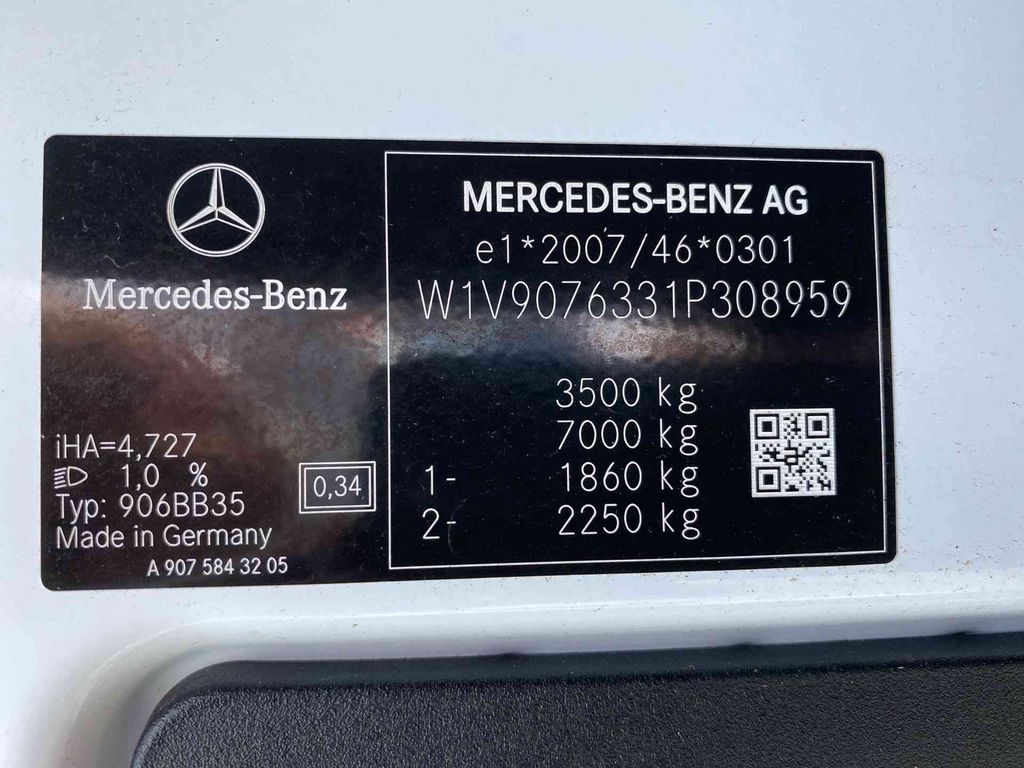 Mercedes-Benz
iHA=4,727
1,0 %
Typ: 906BB35
Made in Germany
A 907 584 32 05
0,34
MERCEDES-BENZ AG
e1*2007/46*0301
W1V9076331P308959
3500 kg
7000 kg
1- 1860 kg
2- 2250 kg